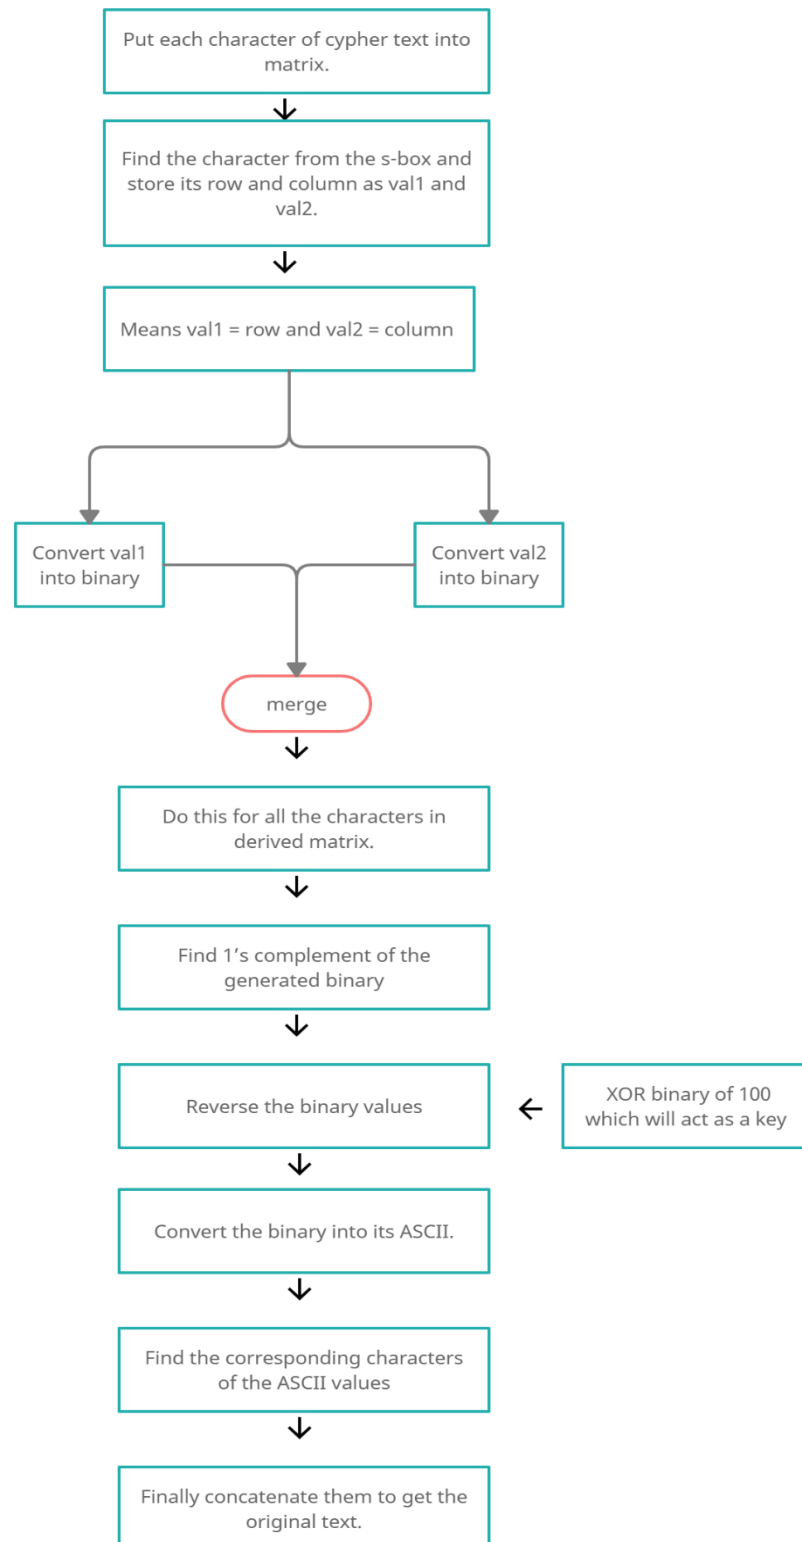 Put each character of cypher text into
matrix.
Find the character from the s-box and
store its row and column as val1 and
val2.
Means val1 = row and val2 = column
Convert val1
into binary
Convert val2
into binary
merge
Do this for all the characters in
derived matrix.
Find 1’s complement of the
generated binary
Reverse the binary values
XOR binary of 100
which will act as a key
Convert the binary into its ASCII.
Find the corresponding characters
of the ASCII values
Finally concatenate them to get the
original text.